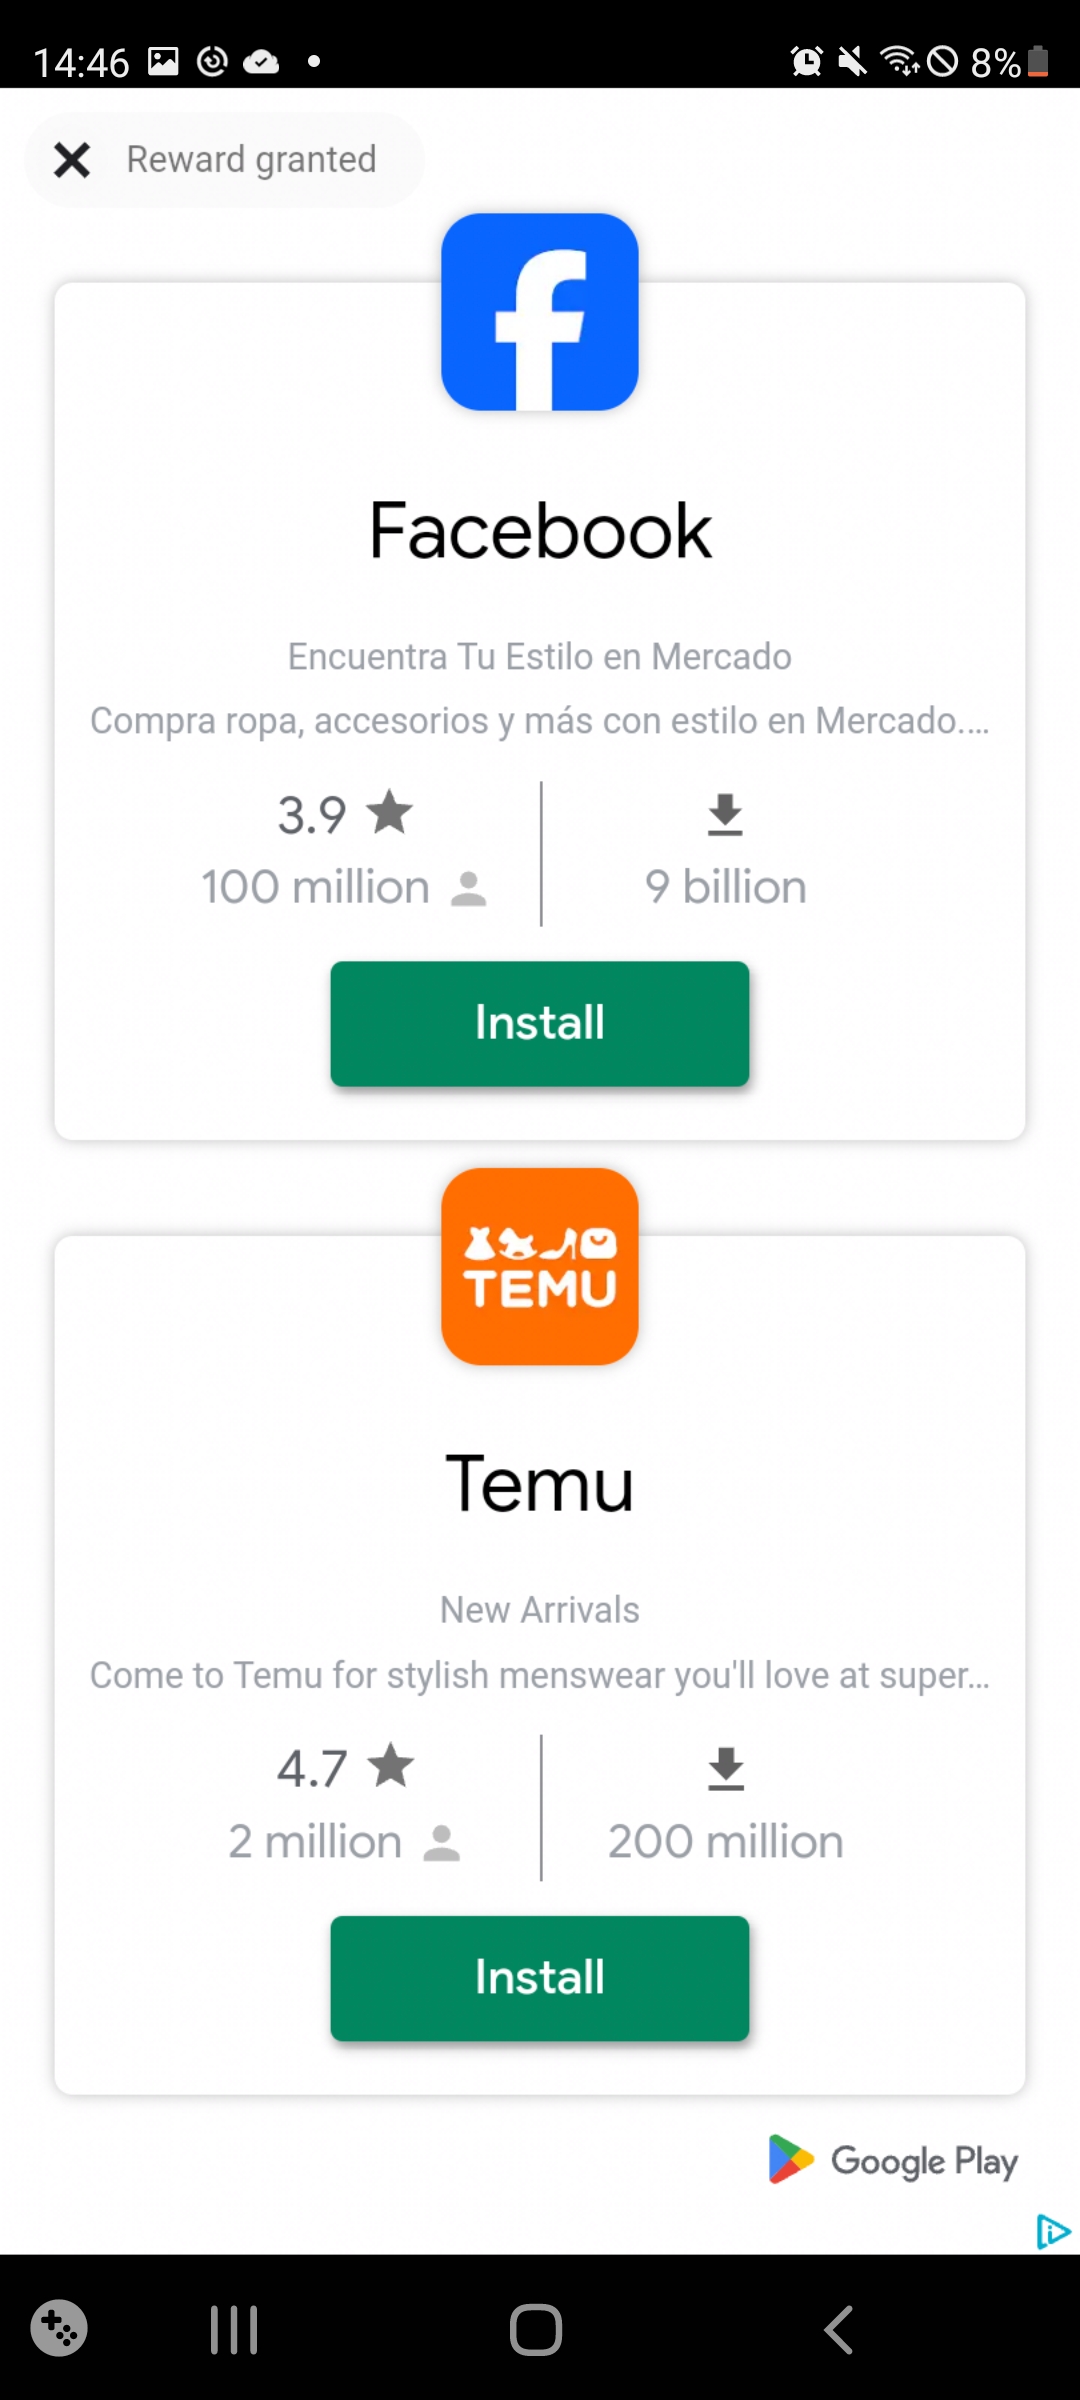 14:46
8%
Reward granted
Facebook
Encuentra Tu Estilo en Mercado
Compra ropa, accesorios y más con estilo en Mercado....
3.9
100 million
9 billion
Install
TEMU
Temu
New Arrivals
Come to Temu for stylish menswear you'll love at super...
4.7
2 million
200 million
Install
Google Play